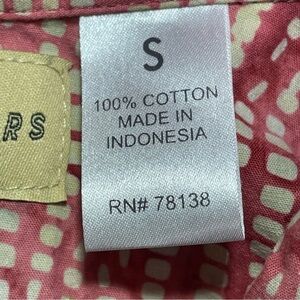 S
100% COTTON
MADE IN
INDONESIA
RN# 78138
RS